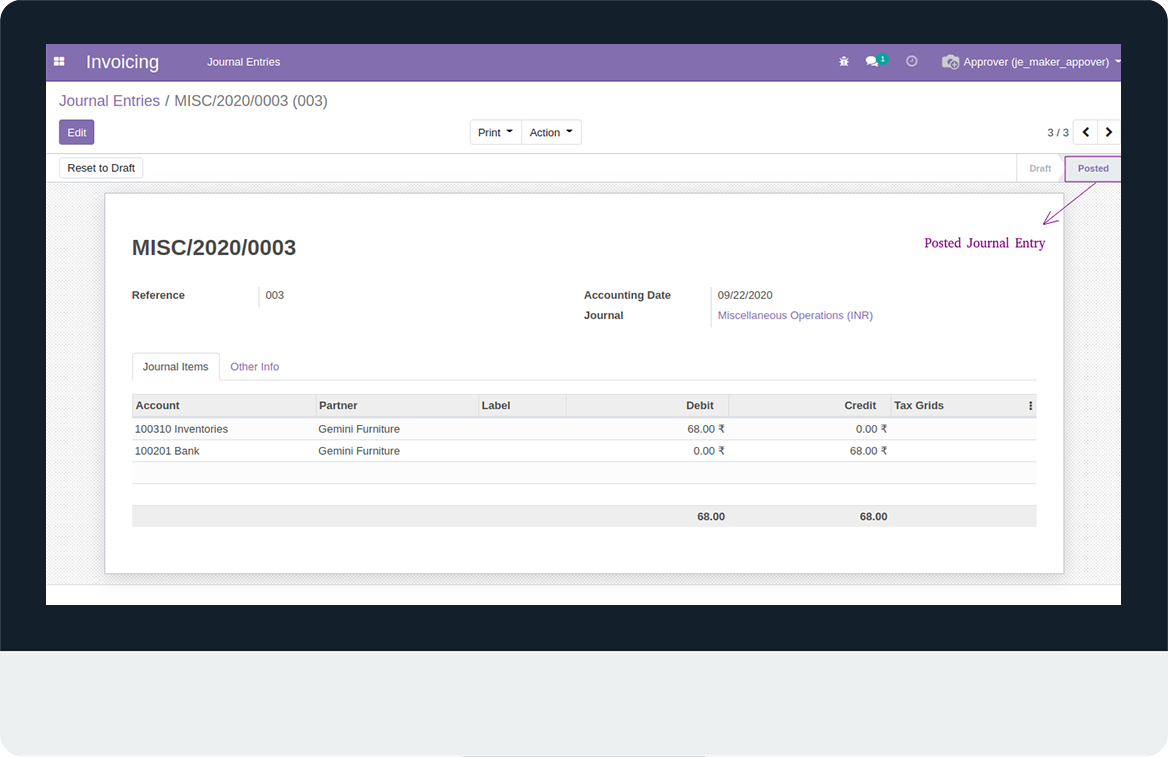 Invoicing Journal Entries 1 Approver (je_maker_appover)
Journal Entries / MISC/2020/0003 (003)
Edit Print Action 3 / 3
Reset to Draft Draft Posted
Posted Journal Entry
MISC/2020/0003
Reference 003 Accounting Date 09/22/2020
Journal Miscellaneous Operations (INR)
Journal Items Other Info
Account Partner Label Debit Credit Tax Grids
100310 Inventories Gemini Furniture 68.00 ₹ 0.00 ₹
100201 Bank Gemini Furniture 0.00 ₹ 68.00 ₹
68.00 68.00